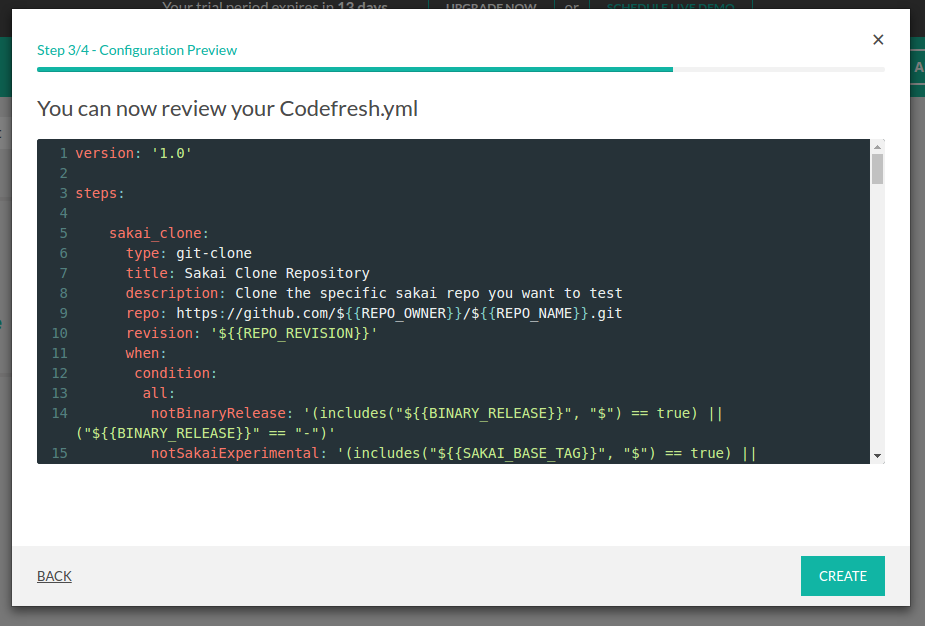 Your trial period expires in 13 days
UPGRADE NOW or SCHEDULE LIVE DEMO
Step 3/4 - Configuration Preview
You can now review your Codefresh.yml
1 version: '1.0'
2
3 steps:
4
5 sakai_clone:
6 type: git-clone
7 title: Sakai Clone Repository
8 description: Clone the specific sakai repo you want to test
9 repo: https://github.com/${{REPO_OWNER}}/${{REPO_NAME}}.git
10 revision: '${{REPO_REVISION}}'
11 when:
12 condition:
13 all:
14 notBinaryRelease: '(includes("${{BINARY_RELEASE}}", "$") == true) ||
("${{BINARY_RELEASE}}" == "-")'
15 notSakaiExperimental: '(includes("${{SAKAI_BASE_TAG}}", "$") == true) ||
BACK
CREATE